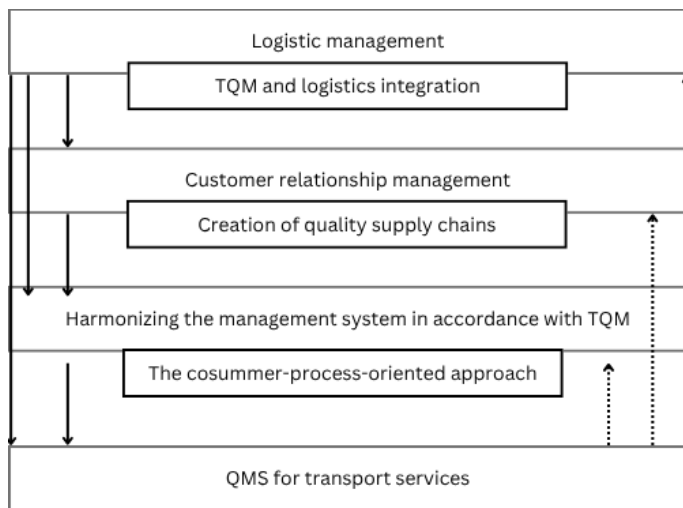 Logistic management
TQM and logistics integration
Customer relationship management
Creation of quality supply chains
Harmonizing the management system in accordance with TQM
The cosummer-process-oriented approach
QMS for transport services